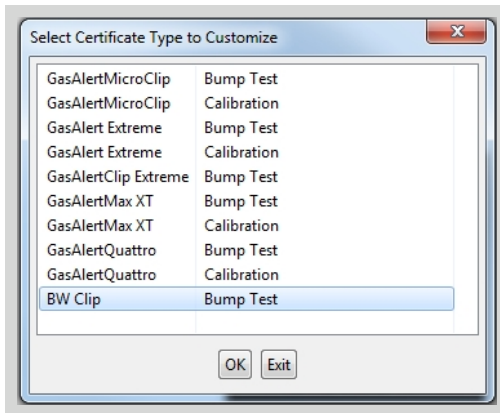 Select Certificate Type to Customize
GasAlertMicroClip Bump Test
GasAlertMicroClip Calibration
GasAlert Extreme Bump Test
GasAlert Extreme Calibration
GasAlertClip Extreme Bump Test
GasAlertMax XT Bump Test
GasAlertMax XT Calibration
GasAlertQuattro Bump Test
GasAlertQuattro Calibration
BW Clip Bump Test
OK Exit